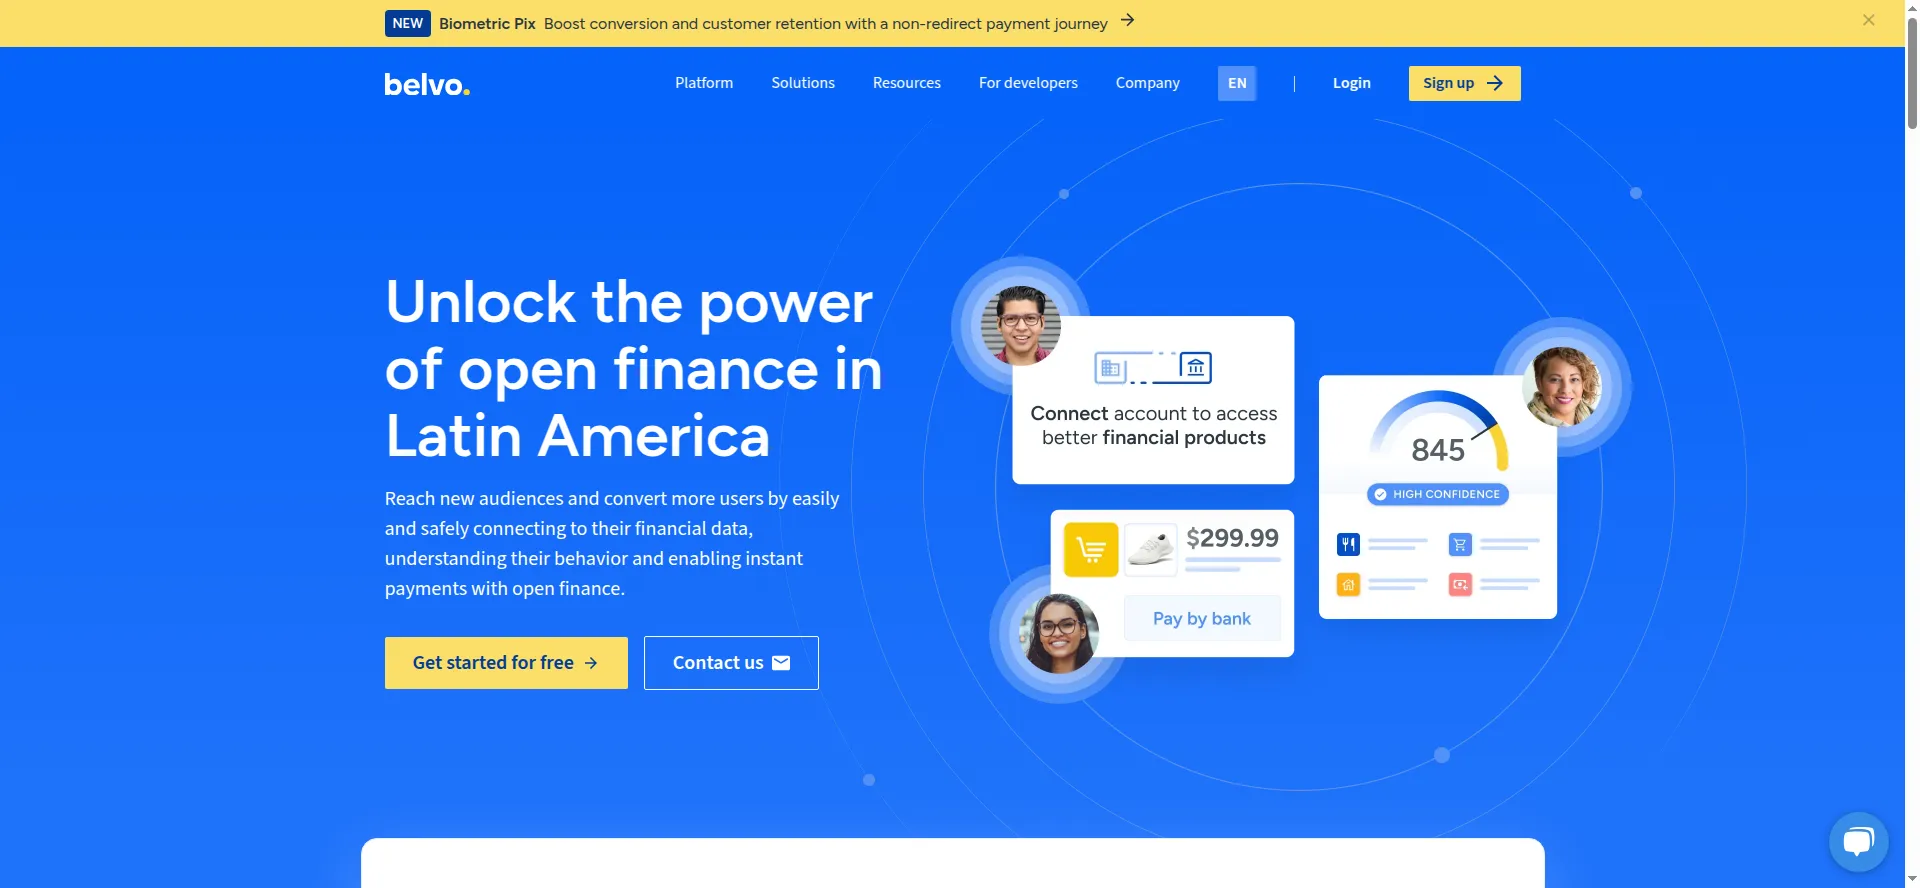 NEW Biometric Pix Boost conversion and customer retention with a non-redirect payment journey
belvo.
Platform Solutions Resources For developers Company EN | Login Sign up
Unlock the power
of open finance in
Latin America
Reach new audiences and convert more users by easily
and safely connecting to their financial data,
understanding their behavior and enabling instant
payments with open finance.
Get started for free
Contact us
Connect account to access
better financial products
845
HIGH CONFIDENCE
$299.99
Pay by bank